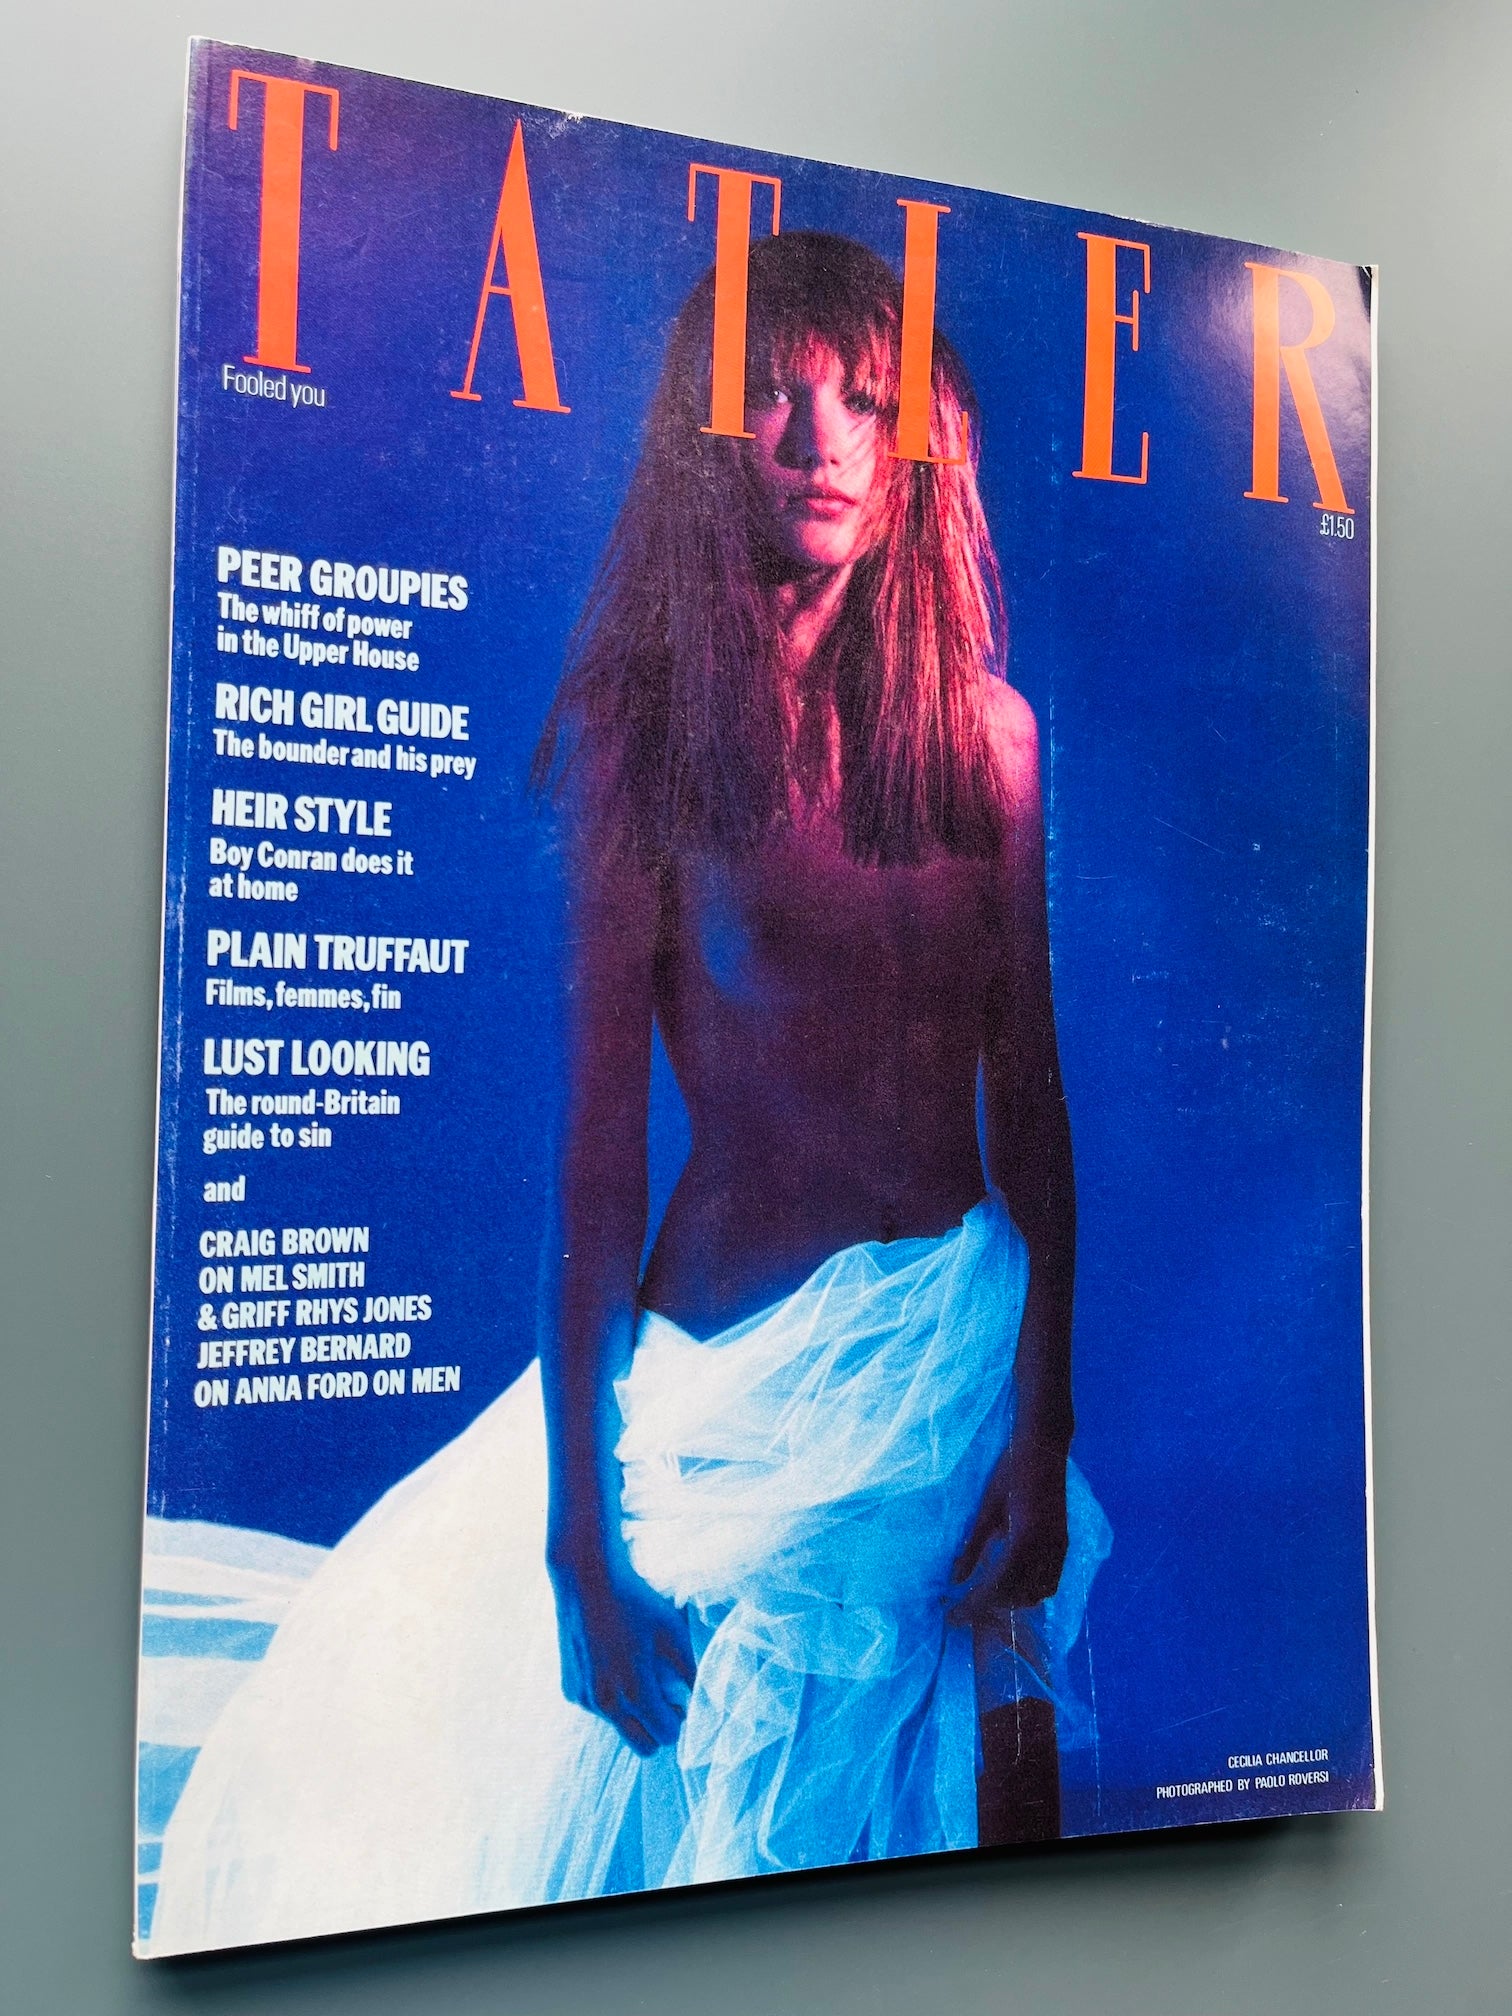 TATLER
Fooled you
£1.50
PEER GROUPIES
The whiff of power
in the Upper House
RICH GIRL GUIDE
The bounder and his prey
HEIR STYLE
Boy Conran does it
at home
PLAIN TRUFFAUT
Films, femmes, fin
LUST LOOKING
The round-Britain
guide to sin
and
CRAIG BROWN
ON MEL SMITH
& GRIFF RHYS JONES
JEFFREY BERNARD
ON ANNA FORD ON MEN
CECILIA CHANCELLOR
PHOTOGRAPHED BY PAOLO ROVERSI